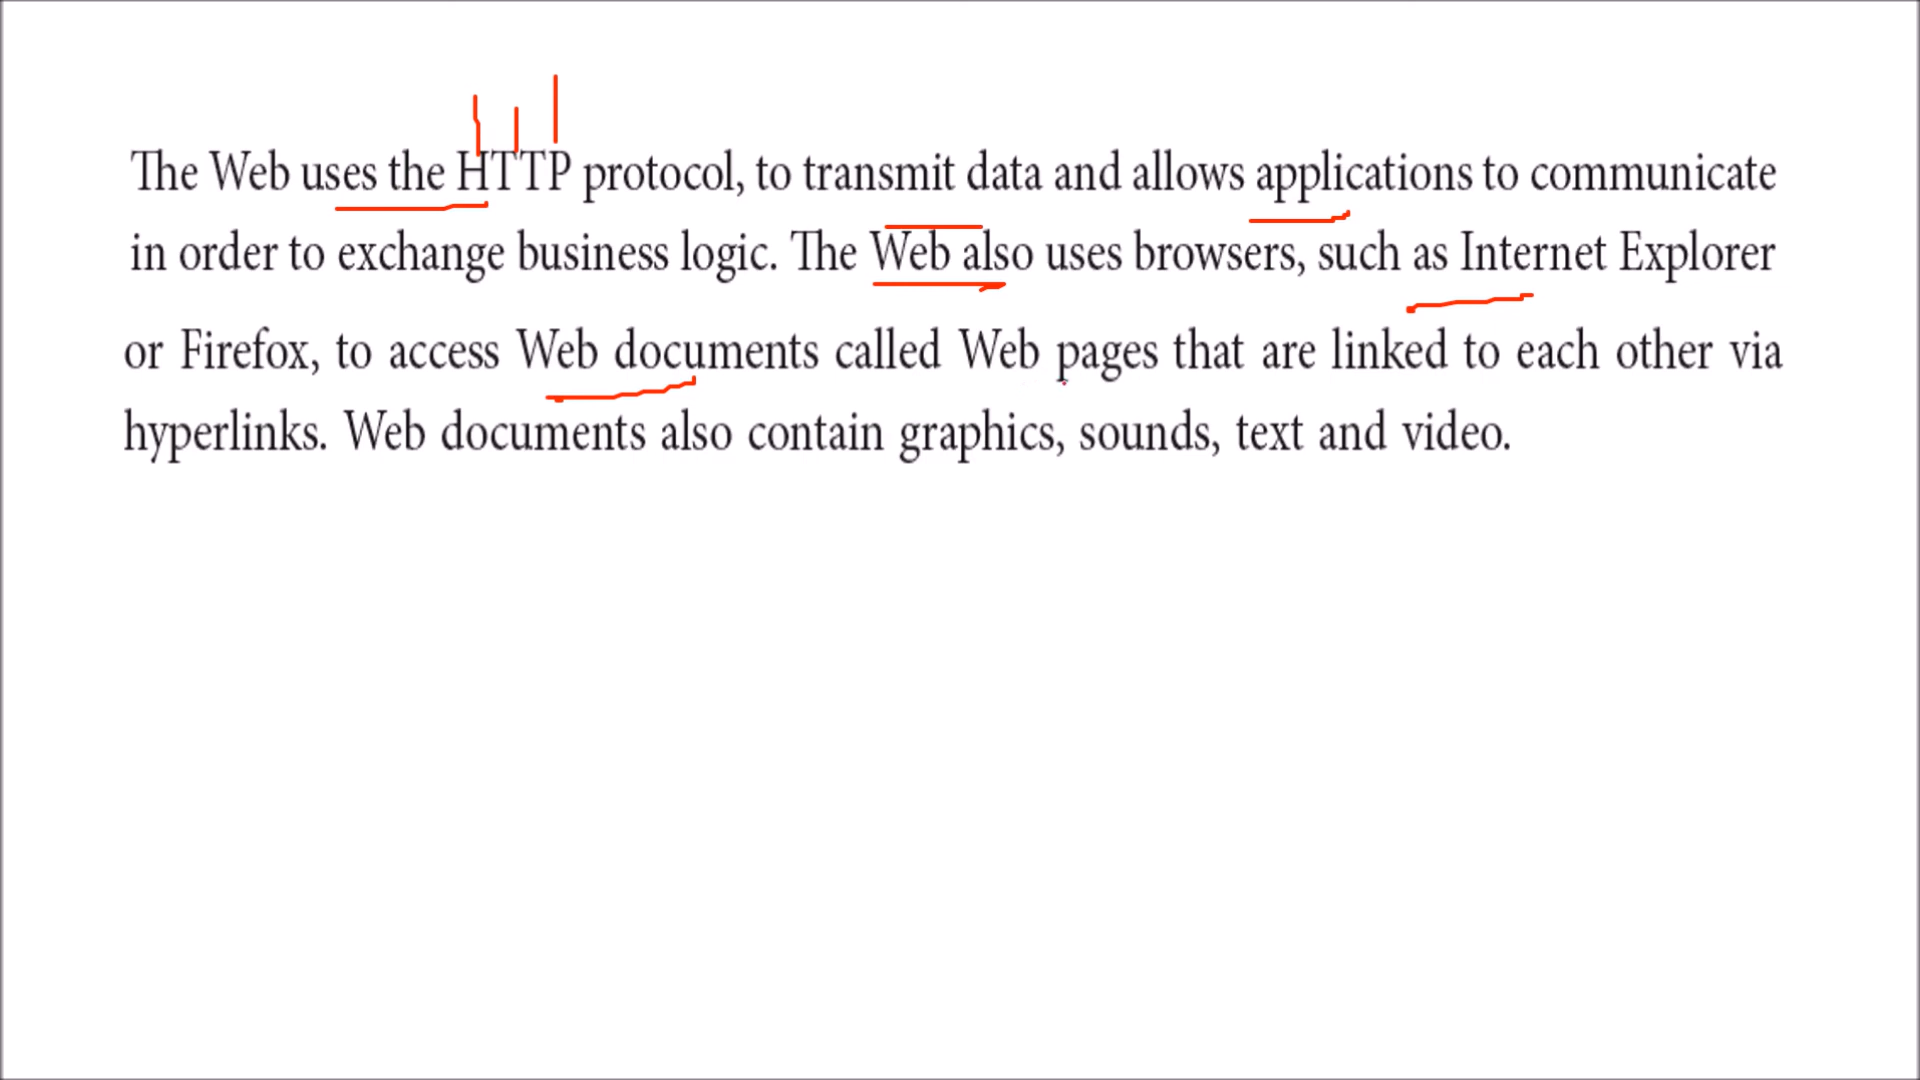 The Web uses the HTTP protocol, to transmit data and allows applications to communicate
in order to exchange business logic. The Web also uses browsers, such as Internet Explorer
or Firefox, to access Web documents called Web pages that are linked to each other via
hyperlinks. Web documents also contain graphics, sounds, text and video.